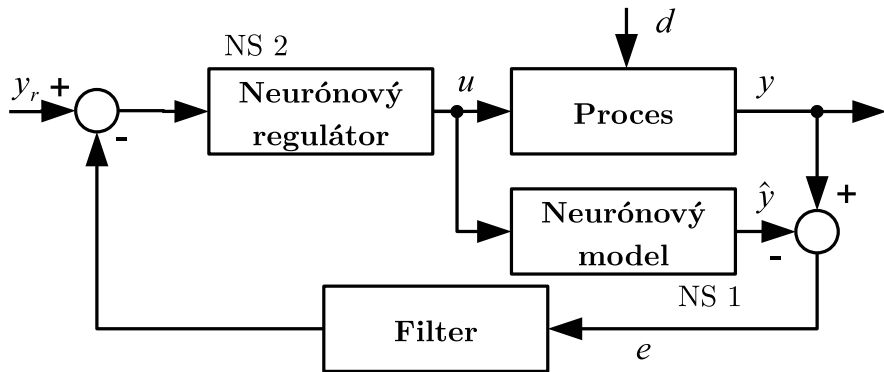 NS 2
d
y_r +
-
Neurónový
regulátor
u
Proces
y
Neurónový
model
ŷ
+
-
NS 1
Filter
e